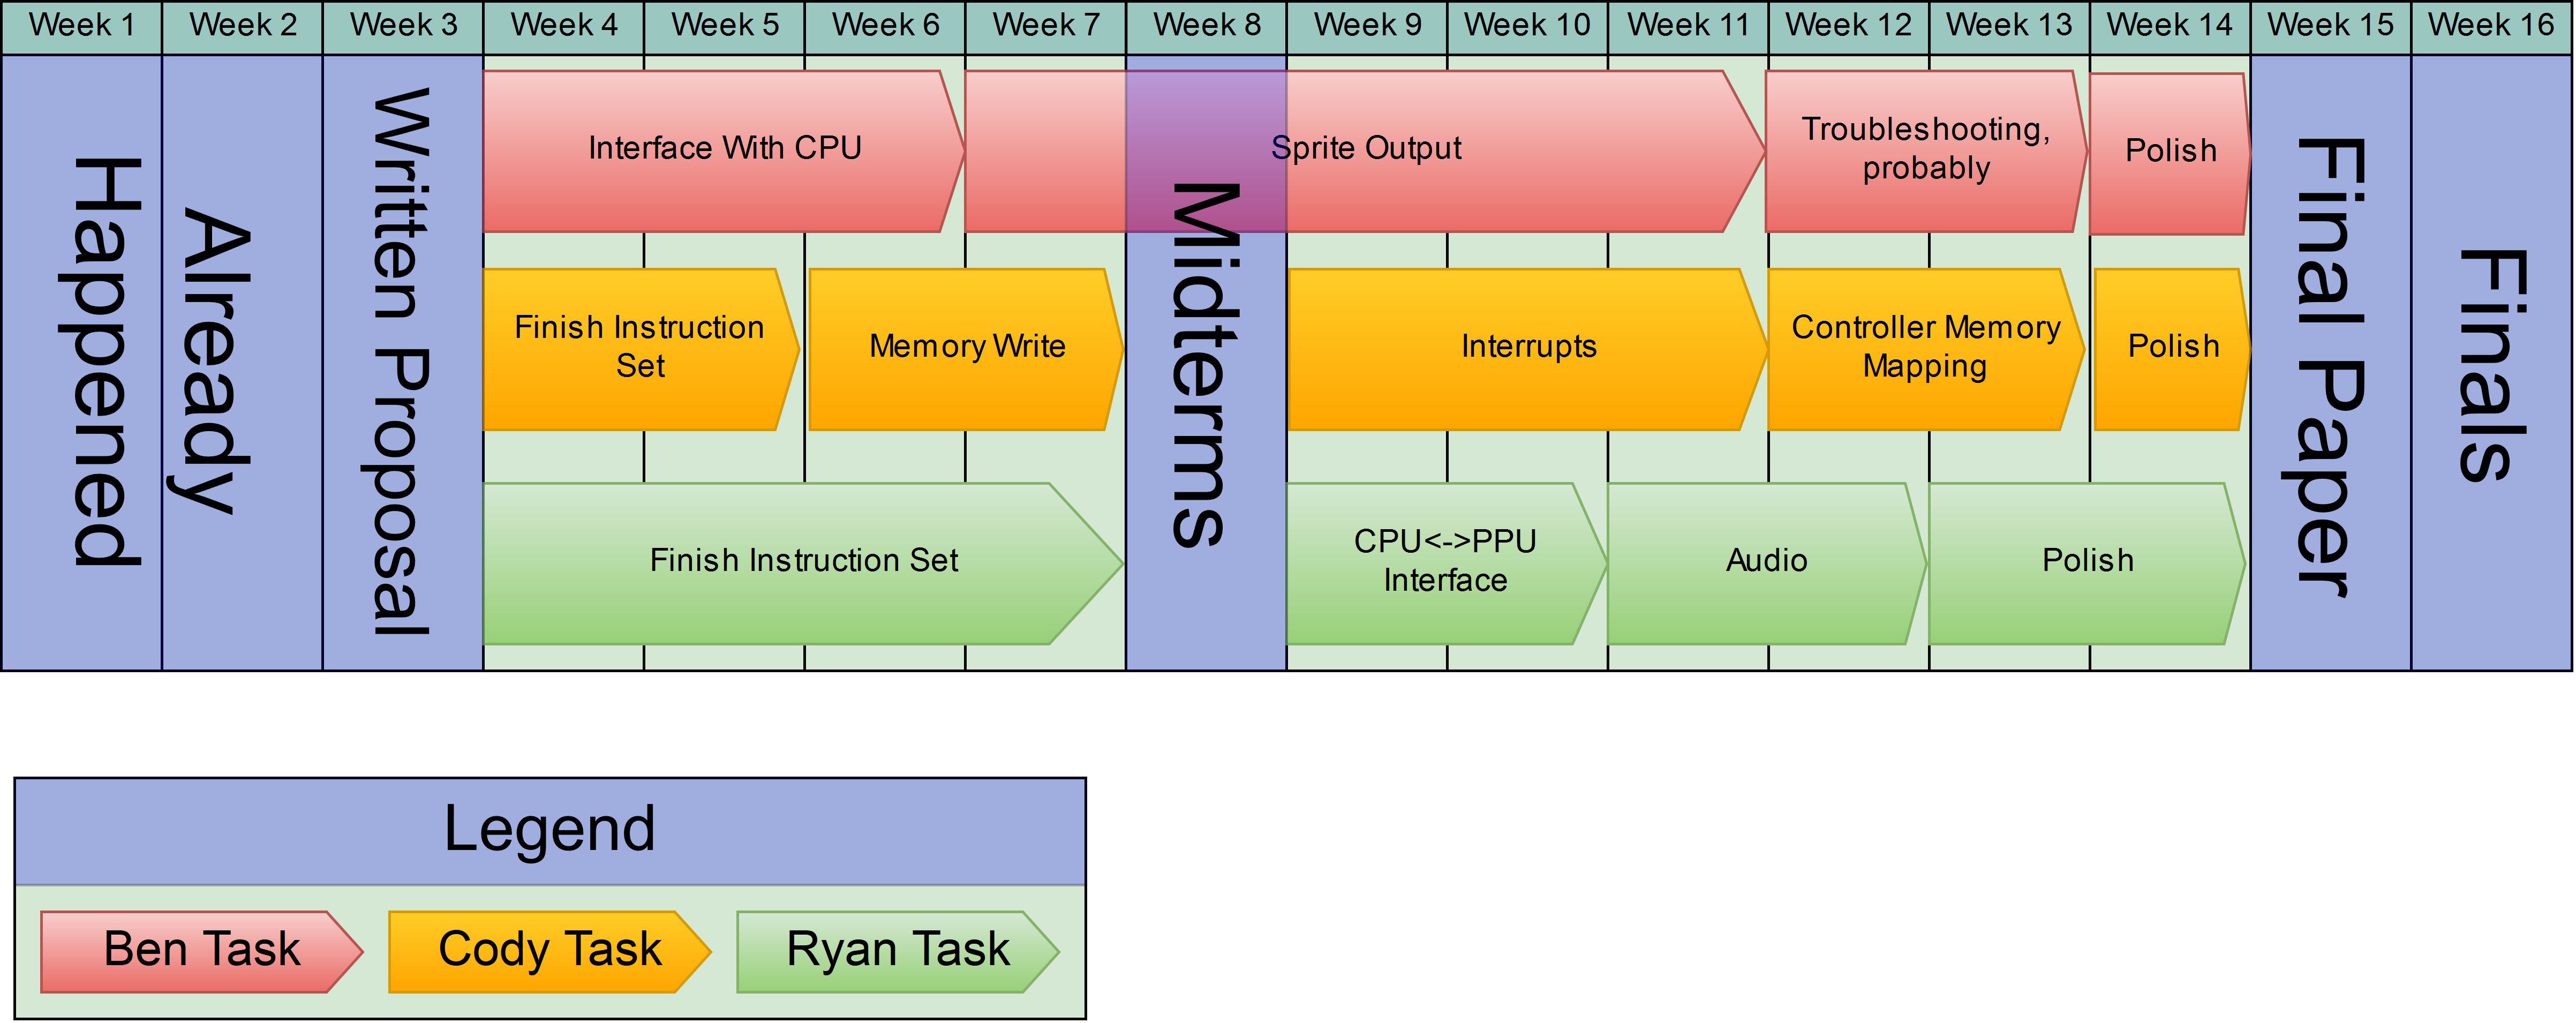 Week 1
Week 2
Week 3
Week 4
Week 5
Week 6
Week 7
Week 8
Week 9
Week 10
Week 11
Week 12
Week 13
Week 14
Week 15
Week 16
Happened
Already
Written Proposal
Interface With CPU
Sprite Output
Troubleshooting,
probably
Polish
Finish Instruction
Set
Memory Write
Midterms
Interrupts
Controller Memory
Mapping
Polish
Finish Instruction Set
CPU<->PPU
Interface
Audio
Polish
Final Paper
Finals
Legend
Ben Task
Cody Task
Ryan Task